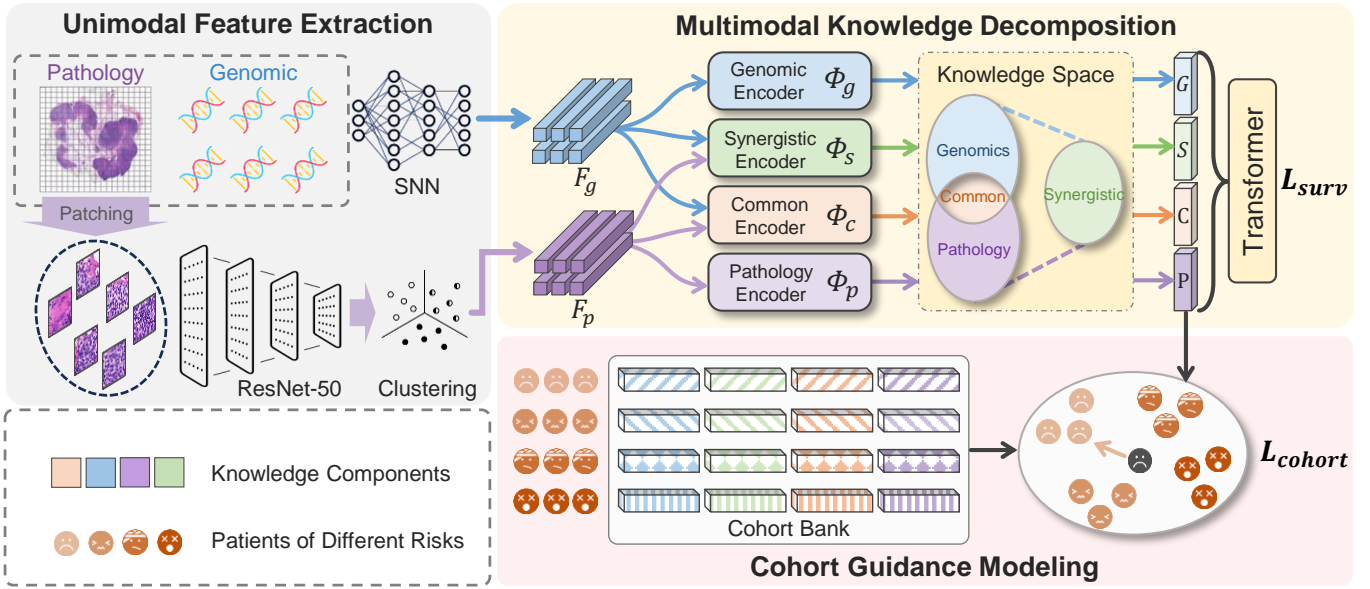 Unimodal Feature Extraction
Pathology
Genomic
SNN
Patching
ResNet-50
Clustering
Knowledge Components
Patients of Different Risks
Multimodal Knowledge Decomposition
F_g
F_p
Genomic
Encoder Φ_g
Synergistic
Encoder Φ_s
Common
Encoder Φ_c
Pathology
Encoder Φ_p
Knowledge Space
Genomics
Common
Synergistic
Pathology
G
S
C
P
Transformer
L_surv
Cohort Bank
L_cohort
Cohort Guidance Modeling